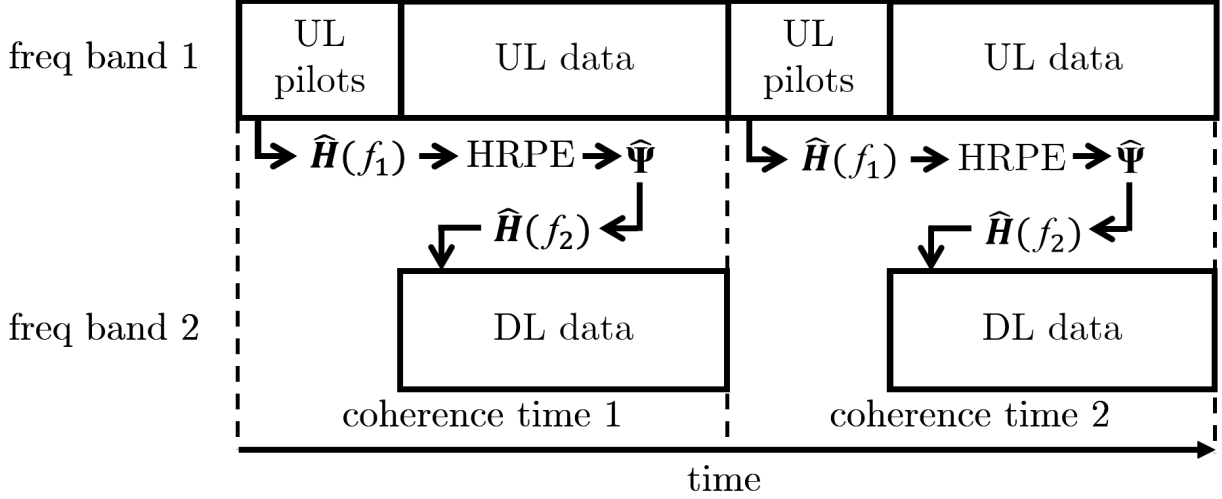 freq band 1
UL pilots
UL data
UL pilots
UL data
Ĥ(f₁) → HRPE → Ψ̂
Ĥ(f₁) → HRPE → Ψ̂
Ĥ(f₂)
Ĥ(f₂)
freq band 2
DL data
DL data
coherence time 1
coherence time 2
time